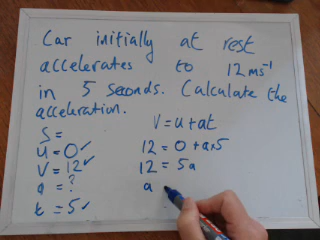 Car initially at rest
accelerates to 12ms⁻¹
in 5 seconds. Calculate the
acceleration.
S =
u = 0 ✓
V = 12 ✓
a = ?
t = 5 ✓
V = u + at
12 = 0 + a×5
12 = 5a
a